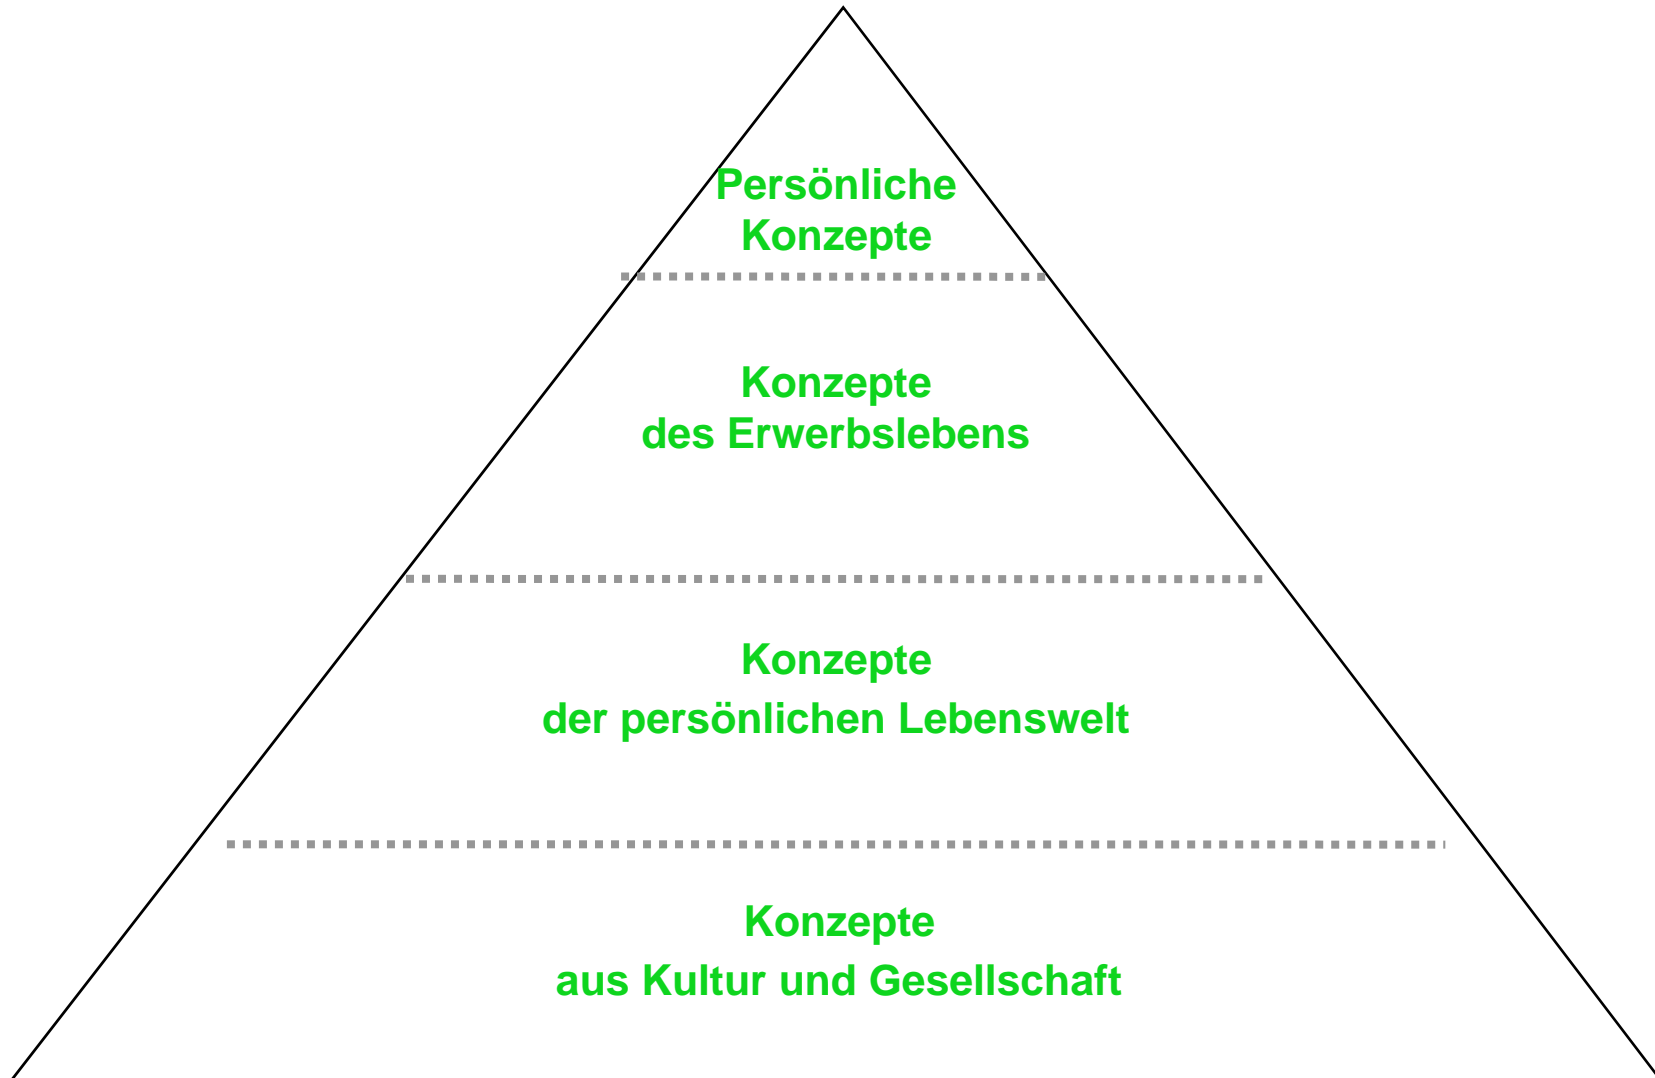 Persönliche
Konzepte
Konzepte
des Erwerbslebens
Konzepte
der persönlichen Lebenswelt
Konzepte
aus Kultur und Gesellschaft